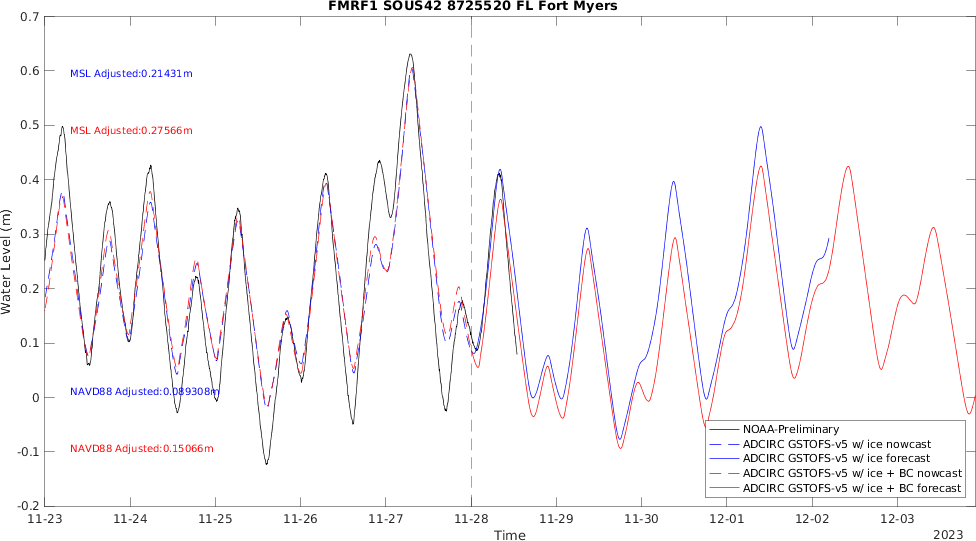 FMRF1 SOUS42 8725520 FL Fort Myers
0.7
0.6
0.5
0.4
0.3
0.2
0.1
0
-0.1
-0.2
Water Level (m)
MSL Adjusted:0.21431m
MSL Adjusted:0.27566m
NAVD88 Adjusted:0.089308m
NAVD88 Adjusted:0.15066m
NOAA-Preliminary
ADCIRC GSTOFS-v5 w/ ice nowcast
ADCIRC GSTOFS-v5 w/ ice forecast
ADCIRC GSTOFS-v5 w/ ice + BC nowcast
ADCIRC GSTOFS-v5 w/ ice + BC forecast
11-23 11-24 11-25 11-26 11-27 11-28 11-29 11-30 12-01 12-02 12-03
Time
2023